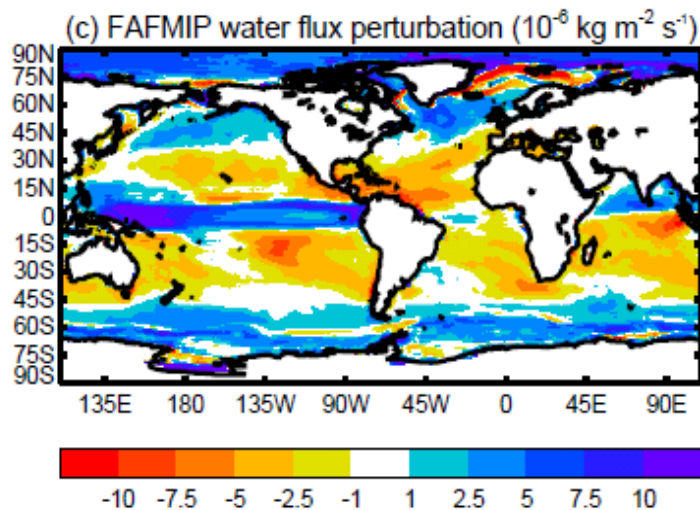 (c) FAFMIP water flux perturbation (10⁻⁶ kg m⁻² s⁻¹)
90N
75N
60N
45N
30N
15N
0
15S
30S
45S
60S
75S
90S
135E 180 135W 90W 45W 0 45E 90E
-10 -7.5 -5 -2.5 -1 1 2.5 5 7.5 10